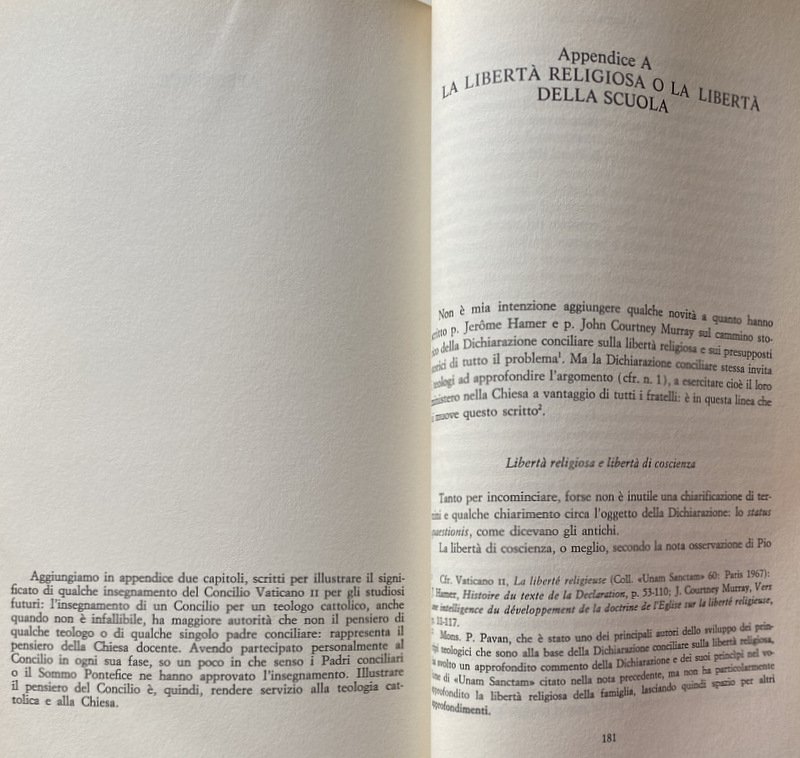 Aggiungiamo in appendice due capitoli, scritti per illustrare il signi-
ficato di qualche insegnamento del Concilio Vaticano II per gli studiosi
futuri: l'insegnamento di un Concilio per un teologo cattolico, anche
quando non è infallibile, ha maggiore autorità che non il pensiero di
qualche teologo o di qualche singolo padre conciliare: rappresenta il
pensiero della Chiesa docente. Avendo partecipato personalmente al
Concilio in ogni sua fase, so un poco in che senso i Padri conciliari
o il Sommo Pontefice ne hanno approvato l'insegnamento. Illustrare
il pensiero del Concilio è, quindi, rendere servizio alla teologia cat-
tolica e alla Chiesa.
Appendice A
LA LIBERTÀ RELIGIOSA O LA LIBERTÀ
DELLA SCUOLA
Non è mia intenzione aggiungere qualche novità a quanto hanno
critto p. Jerôme Hamer e p. John Courtney Murray sul cammino sto-
della Dichiarazione conciliare sulla libertà religiosa e sui presupposti
orici di tutto il problema¹. Ma la Dichiarazione conciliare stessa invita
teologi ad approfondire l'argomento (cfr. n. 1), a esercitare cioè il loro
ministero nella Chiesa a vantaggio di tutti i fratelli: è in questa linea che
i muove questo scritto².
Libertà religiosa e libertà di coscienza
Tanto per incominciare, forse non è inutile una chiarificazione di ter-
mini e qualche chiarimento circa l'oggetto della Dichiarazione: lo status
quaestionis, come dicevano gli antichi.
La libertà di coscienza, o meglio, secondo la nota osservazione di Pio
Cfr. Vaticano II, La liberté religieuse (Coll. «Unam Sanctam» 60: Paris 1967):
Hamer, Histoire du texte de la Declaration, p. 53-110; J. Courtney Murray, Vers
une intelligence du développement de la doctrine de l'Eglise sur la liberté religieuse,
p. 11-117.
Mons. P. Pavan, che è stato uno dei principali autori dello sviluppo dei prin-
cipi teologici che sono alla base della Dichiarazione conciliare sulla libertà religiosa,
ha svolto un approfondito commento della Dichiarazione e dei suoi principi nel vo-
me di «Unam Sanctam» citato nella nota precedente, ma non ha particolarmente
approfondito la libertà religiosa della famiglia, lasciando quindi spazio per altri
approfondimenti.
181